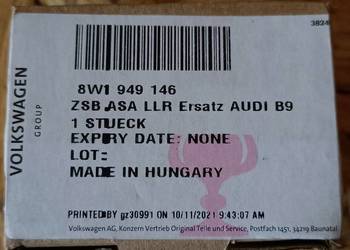 3824
VOLKSWAGEN
GROUP
8W1 949 146
ZSB ASA LLR Ersatz AUDI B9
1 STUECK
EXPERY DATE: NONE
LOT:
MADE IN HUNGARY
PRINTED BY gz30991 ON 10/11/2021 9:43:07 AM
Volkswagen AG, Konzern Vertrieb Original Teile und Service, Postfach 1451, 34219 Baunatal